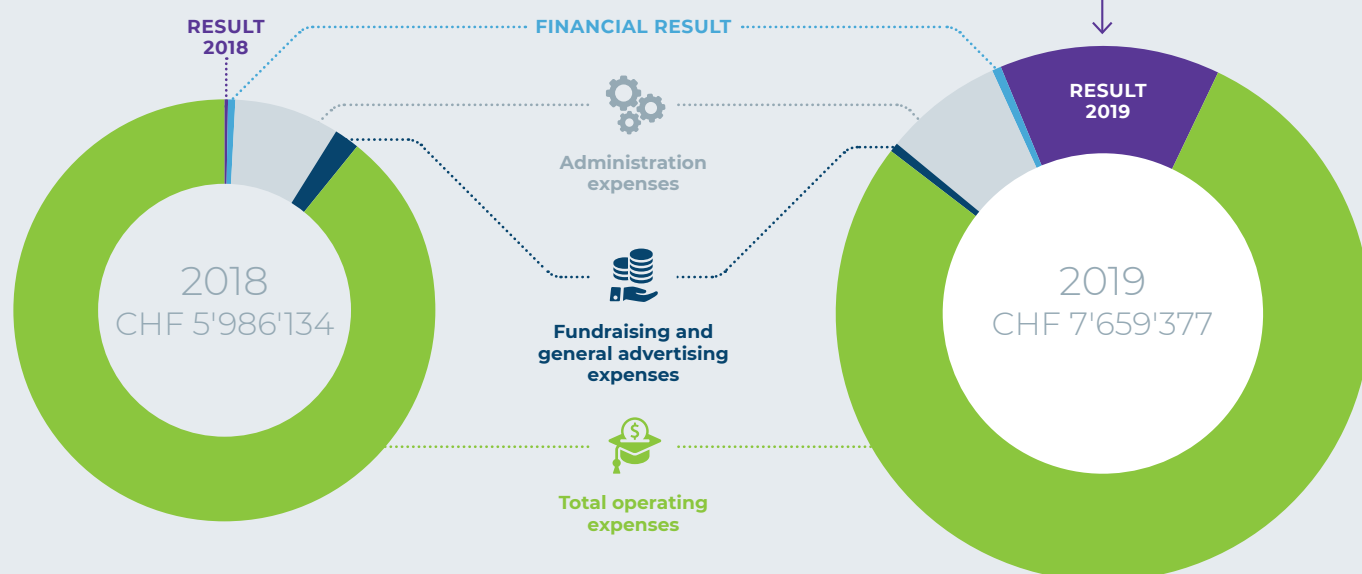 RESULT
2018
FINANCIAL RESULT
RESULT
2019
Administration
expenses
2018
CHF 5'986'134
2019
CHF 7'659'377
Fundraising and
general advertising
expenses
$
Total operating
expenses